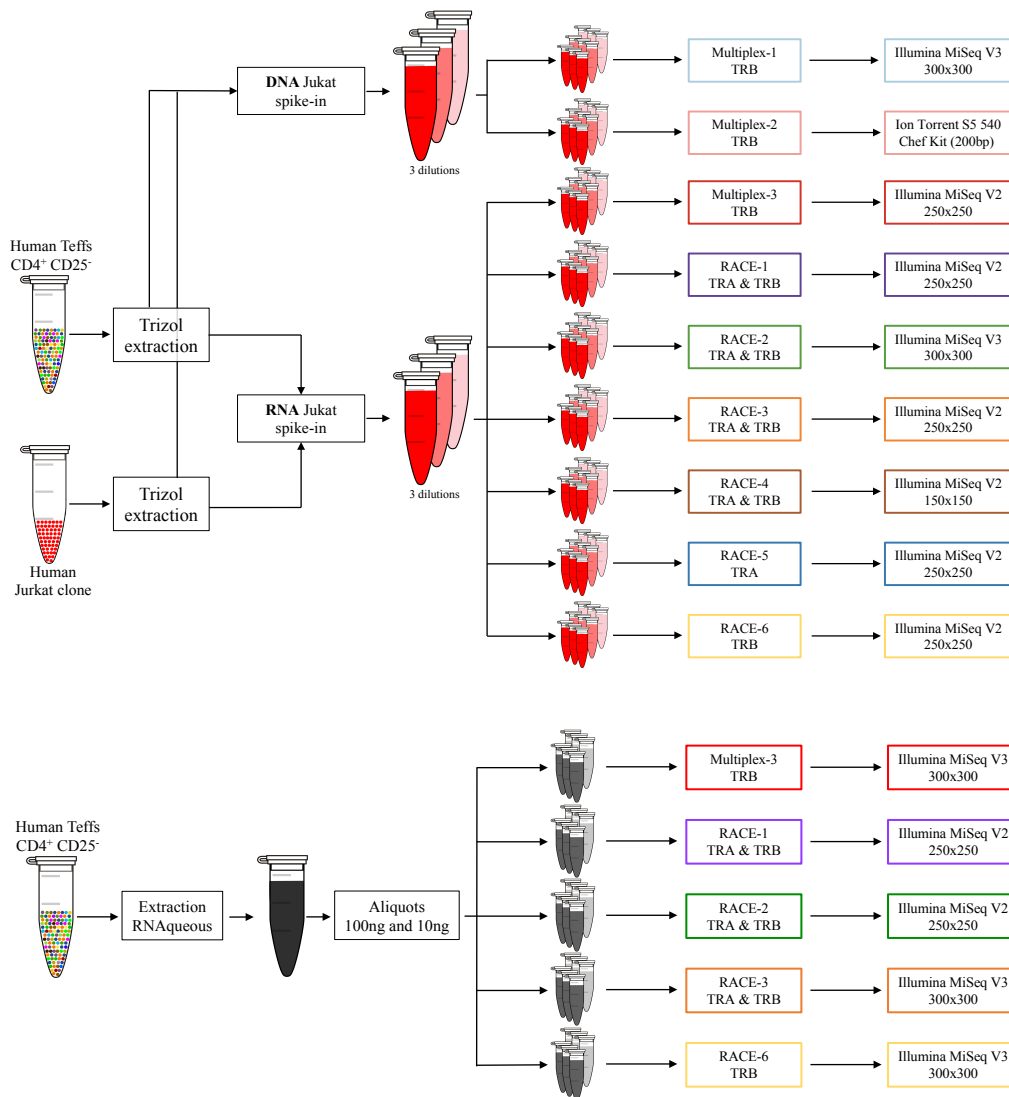 DNA Jukat
spike-in
3 dilutions
Multiplex-1
TRB
Illumina MiSeq V3
300x300
Multiplex-2
TRB
Ion Torrent S5 540
Chef Kit (200bp)
Human Teffs
CD4⁺ CD25⁻
Trizol
extraction
Human
Jurkat clone
Trizol
extraction
RNA Jukat
spike-in
3 dilutions
Multiplex-3
TRB
Illumina MiSeq V2
250x250
RACE-1
TRA & TRB
Illumina MiSeq V2
250x250
RACE-2
TRA & TRB
Illumina MiSeq V3
300x300
RACE-3
TRA & TRB
Illumina MiSeq V2
250x250
RACE-4
TRA & TRB
Illumina MiSeq V2
150x150
RACE-5
TRA
Illumina MiSeq V2
250x250
RACE-6
TRB
Illumina MiSeq V2
250x250
Human Teffs
CD4⁺ CD25⁻
Extraction
RNAqueous
Aliquots
100ng and 10ng
Multiplex-3
TRB
Illumina MiSeq V3
300x300
RACE-1
TRA & TRB
Illumina MiSeq V2
250x250
RACE-2
TRA & TRB
Illumina MiSeq V2
250x250
RACE-3
TRA & TRB
Illumina MiSeq V3
300x300
RACE-6
TRB
Illumina MiSeq V3
300x300